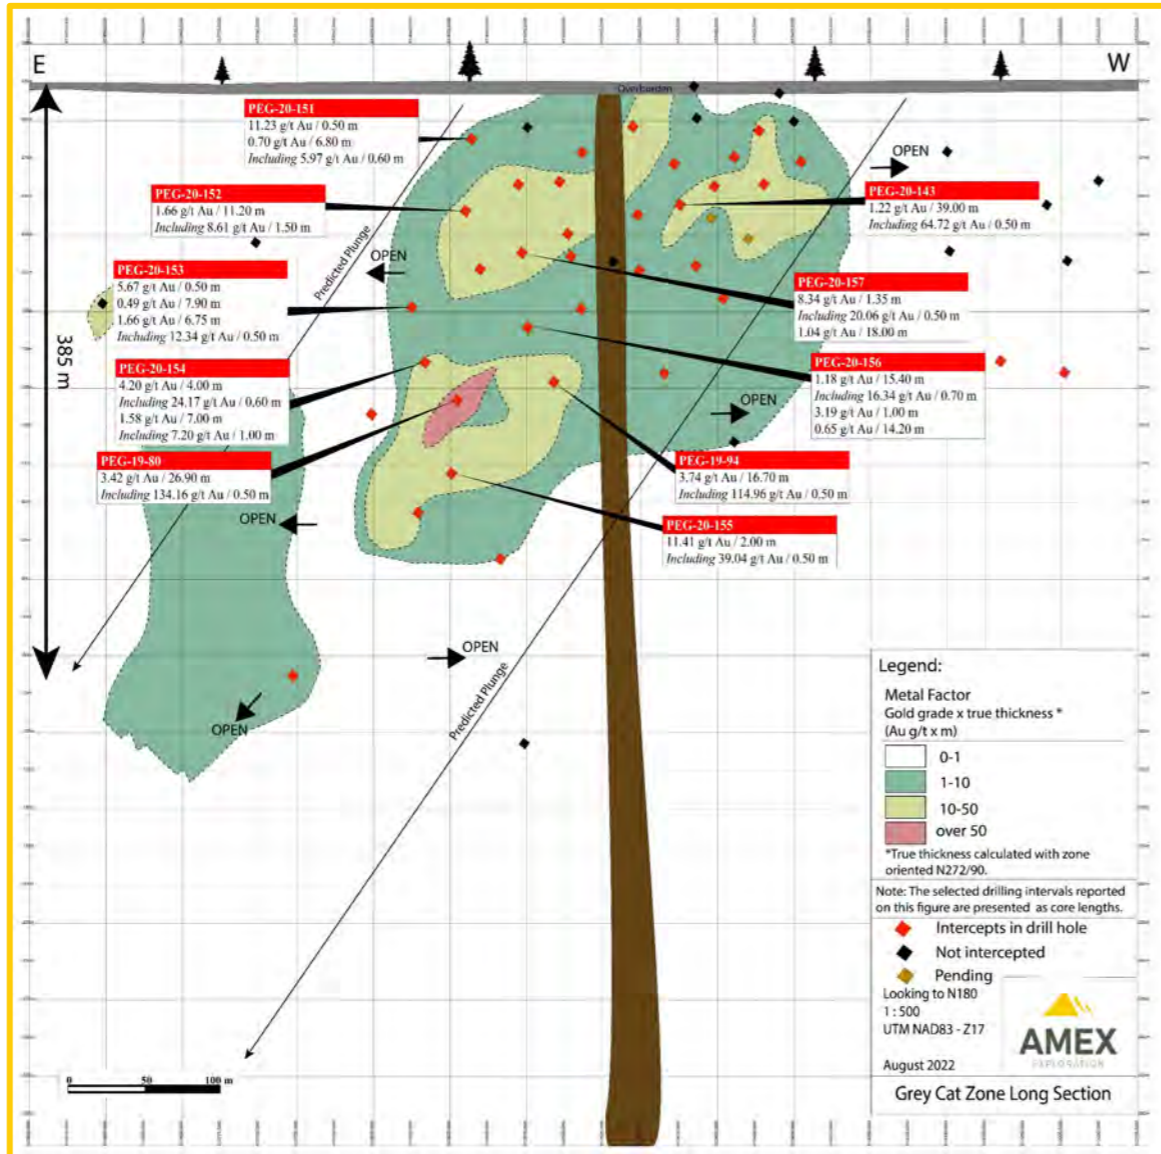 E
W
Overburden
PEG-20-151
11.23 g/t Au / 0.50 m
0.70 g/t Au / 6.80 m
Including 5.97 g/t Au / 0.60 m
OPEN
PEG-20-152
1.66 g/t Au / 11.20 m
Including 8.61 g/t Au / 1.50 m
PEG-20-143
1.22 g/t Au / 39.00 m
Including 64.72 g/t Au / 0.50 m
Predicted Plunge
OPEN
PEG-20-153
5.67 g/t Au / 0.50 m
0.49 g/t Au / 7.90 m
1.66 g/t Au / 6.75 m
Including 12.34 g/t Au / 0.50 m
PEG-20-157
8.34 g/t Au / 1.35 m
Including 20.06 g/t Au / 0.50 m
1.04 g/t Au / 18.00 m
385 m
PEG-20-154
4.20 g/t Au / 4.00 m
Including 24.17 g/t Au / 0.60 m
1.58 g/t Au / 7.00 m
Including 7.20 g/t Au / 1.00 m
PEG-20-156
1.18 g/t Au / 15.40 m
Including 16.34 g/t Au / 0.70 m
3.19 g/t Au / 1.00 m
0.65 g/t Au / 14.20 m
OPEN
PEG-19-80
3.42 g/t Au / 26.90 m
Including 134.16 g/t Au / 0.50 m
PEG-19-94
3.74 g/t Au / 16.70 m
Including 114.96 g/t Au / 0.50 m
OPEN
PEG-20-155
11.41 g/t Au / 2.00 m
Including 39.04 g/t Au / 0.50 m
OPEN
Predicted Plunge
OPEN
Legend:
Metal Factor
Gold grade x true thickness *
(Au g/t x m)
0-1
1-10
10-50
over 50
*True thickness calculated with zone
oriented N272/90.
Note: The selected drilling intervals reported
on this figure are presented as core lengths.
Intercepts in drill hole
Not intercepted
Pending
Looking to N180
1 : 500
UTM NAD83 - Z17
August 2022
AMEX
EXPLORATION
Grey Cat Zone Long Section
0 50 100 m